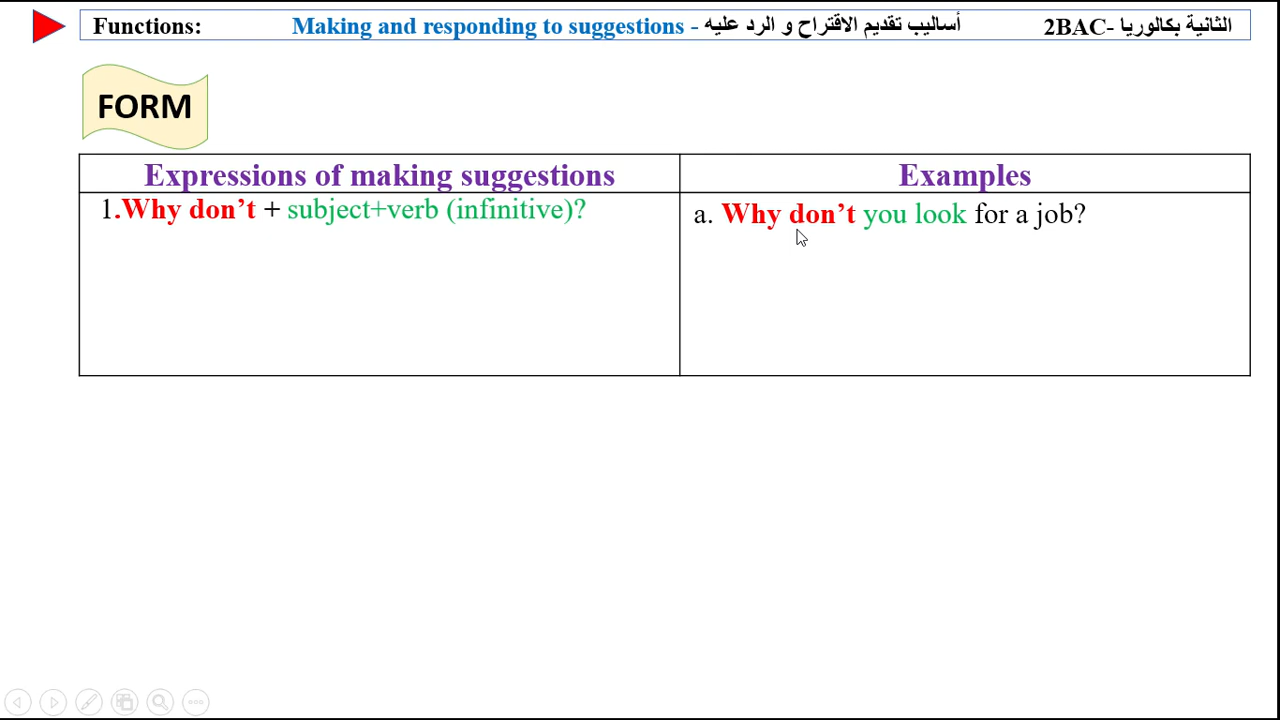 Functions: Making and responding to suggestions - أساليب تقديم الاقتراح و الرد عليه 2BAC- الثانية بكالوريا
FORM
Expressions of making suggestions Examples
1.Why don’t + subject+verb (infinitive)? a. Why don’t you look for a job?